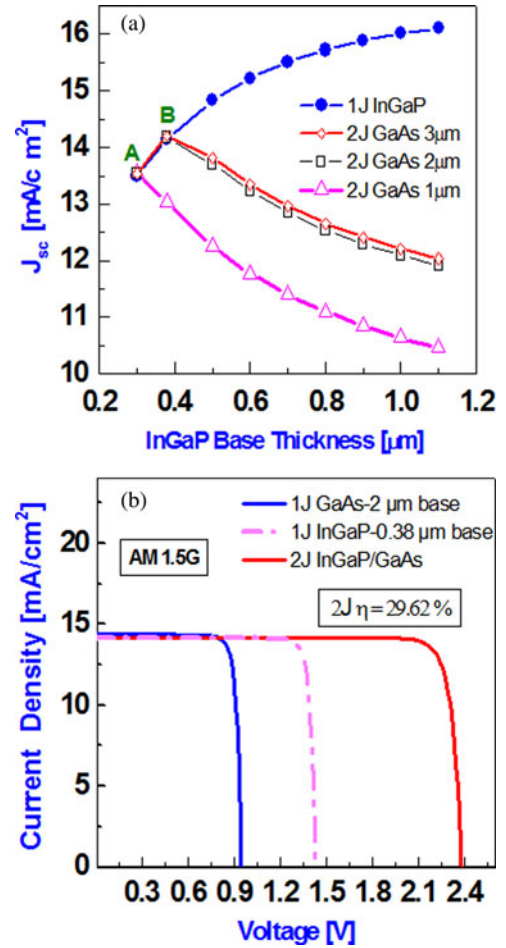 (a)
16
15
14
13
12
11
10
J_sc [mA/c m²]
A
B
1J InGaP
2J GaAs 3µm
2J GaAs 2µm
2J GaAs 1µm
0.2 0.4 0.6 0.8 1.0 1.2
InGaP Base Thickness [µm]
(b)
1J GaAs-2 µm base
1J InGaP-0.38 µm base
2J InGaP/GaAs
AM 1.5G
2J η = 29.62 %
20
15
10
5
0
Current Density [mA/cm²]
0.3 0.6 0.9 1.2 1.5 1.8 2.1 2.4
Voltage [V]